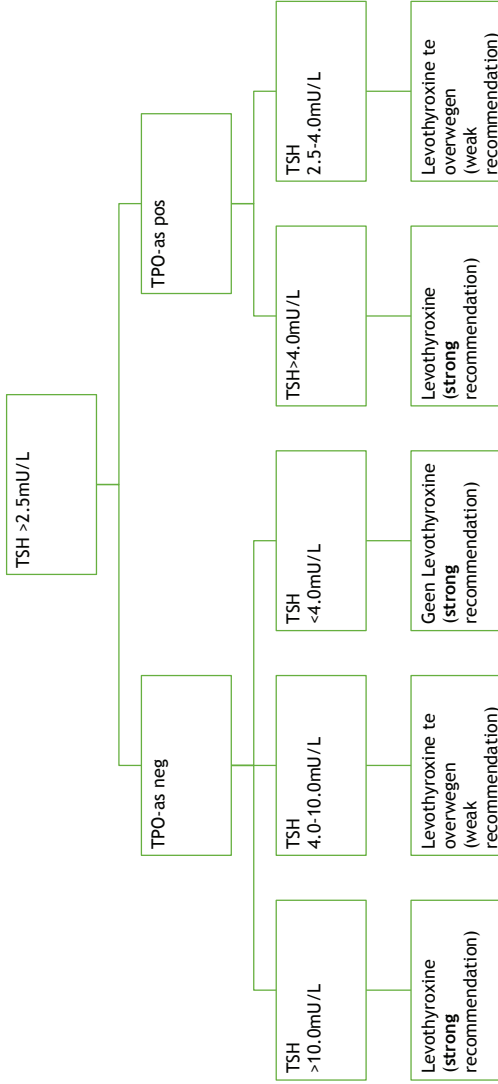 TSH >2.5mU/L
TPO-as neg
TPO-as pos
TSH
>10.0mU/L
TSH
4.0-10.0mU/L
TSH
<4.0mU/L
TSH>4.0mU/L
TSH
2.5-4.0mU/L
Levothyroxine
(strong
recommendation)
Levothyroxine te
overwegen
(weak
recommendation)
Geen Levothyroxine
(strong
recommendation)
Levothyroxine
(strong
recommendation)
Levothyroxine te
overwegen
(weak
recommendation)